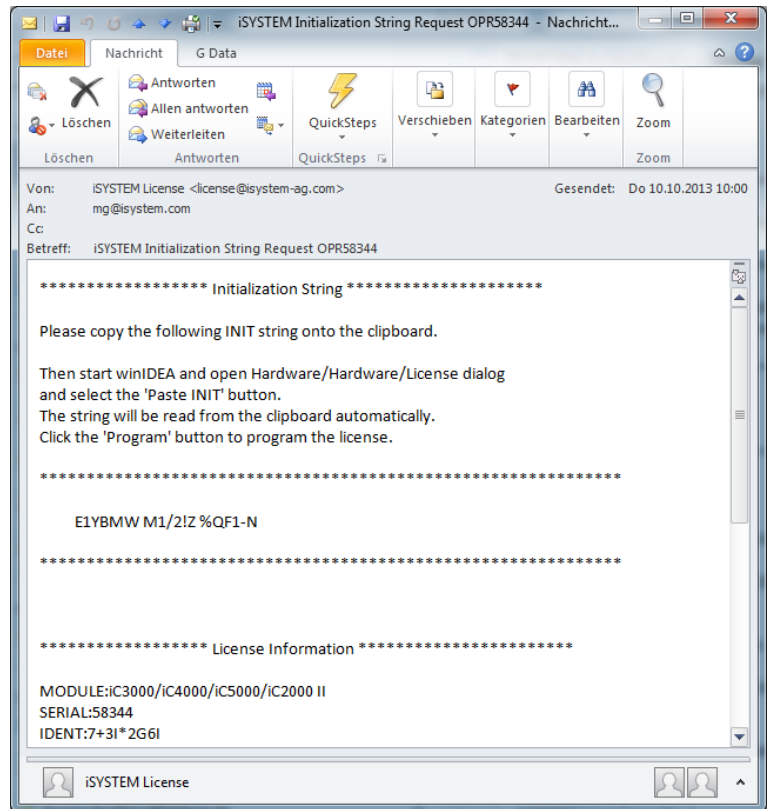 iSYSTEM Initialization String Request OPR58344 - Nachricht...
Datei Nachricht G Data
Löschen
Antworten
Allen antworten
Weiterleiten
QuickSteps
Verschieben
Kategorien
Bearbeiten
Zoom
Löschen Antworten QuickSteps Zoom
Von: iSYSTEM License <license@isystem-ag.com> Gesendet: Do 10.10.2013 10:00
An: mg@isystem.com
Cc:
Betreff: iSYSTEM Initialization String Request OPR58344
****************** Initialization String *********************
Please copy the following INIT string onto the clipboard.
Then start winIDEA and open Hardware/Hardware/License dialog
and select the 'Paste INIT' button.
The string will be read from the clipboard automatically.
Click the 'Program' button to program the license.
**************************************************************
E1YBMW M1/2!Z %QF1-N
**************************************************************
****************** License Information ***********************
MODULE:iC3000/iC4000/iC5000/iC2000 II
SERIAL:58344
IDENT:7+3I*2G6I
iSYSTEM License